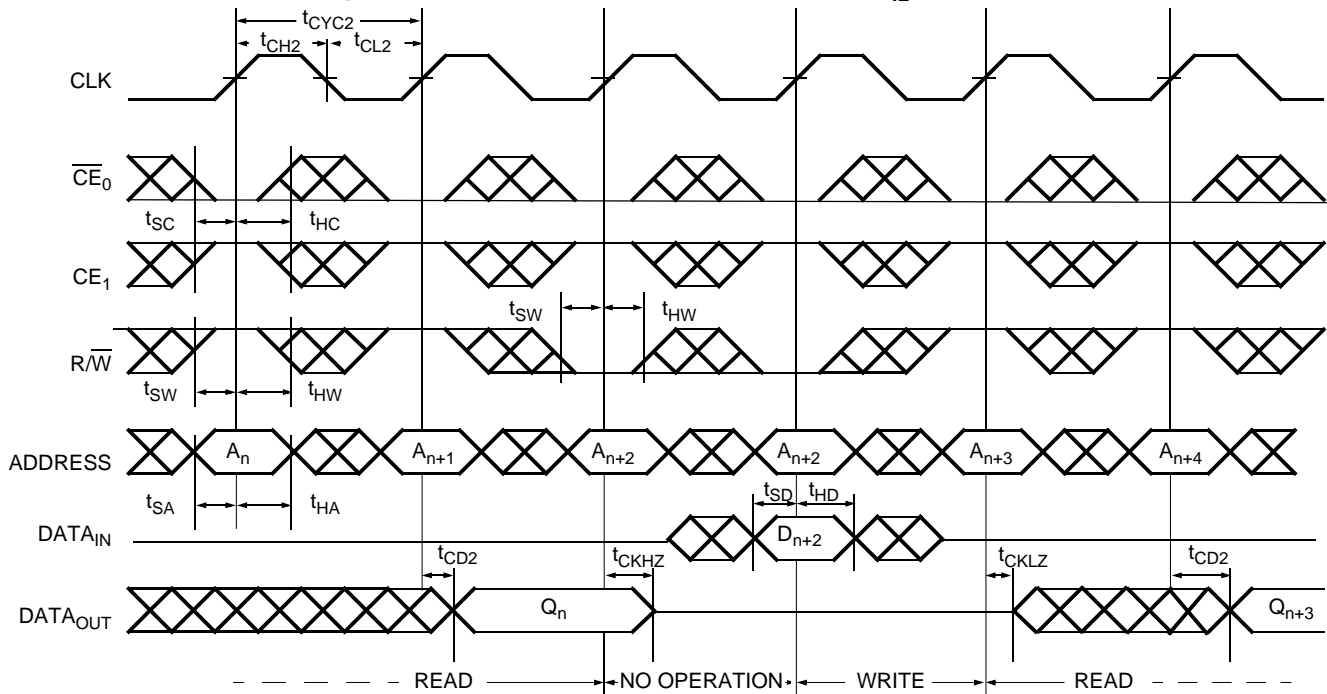 tCYC2
tCH2 tCL2
CLK
CE0
tSC tHC
CE1
tSW tHW
R/W
tSW tHW
An An+1 An+2 An+2 An+3 An+4
ADDRESS
tSA tHA tSD tHD
DATAIN Dn+2
tCD2 tCKHZ tCKLZ tCD2
DATAOUT Qn Qn+3
READ NO OPERATION WRITE READ